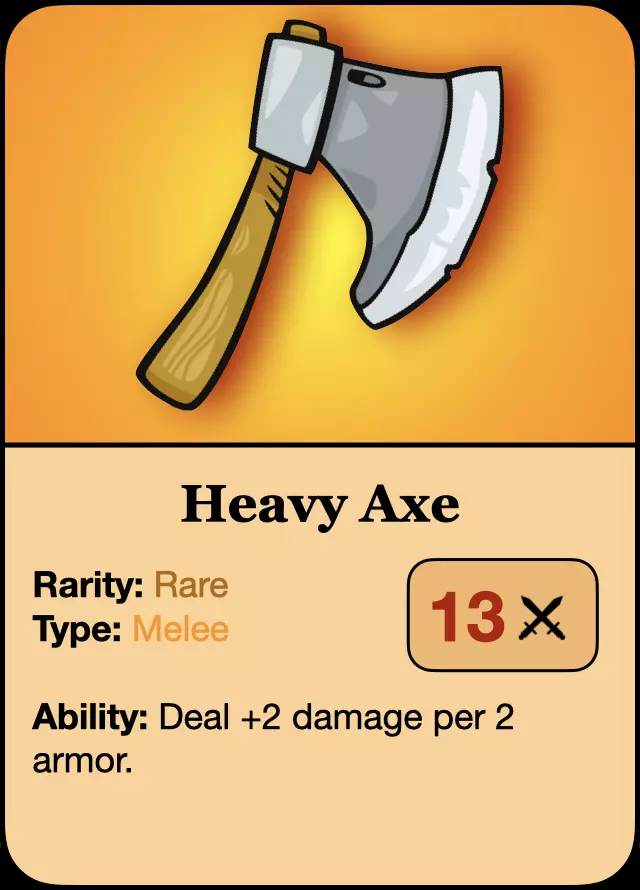 Heavy Axe
Rarity: Rare
Type: Melee
13
Ability: Deal +2 damage per 2
armor.